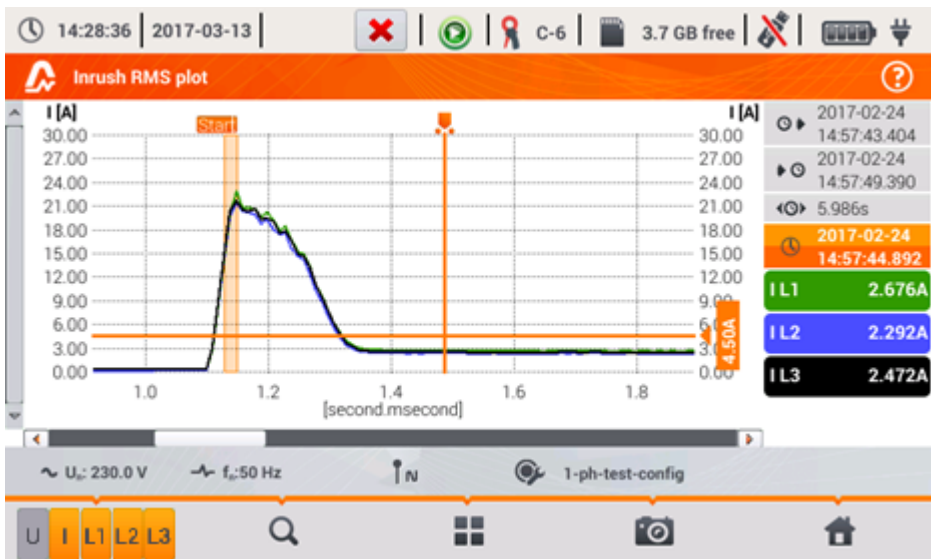 14:28:36 2017-03-13 C-6 3.7 GB free
Inrush RMS plot ?
I [A] I [A]
Start
30.00 30.00
27.00 27.00
24.00 24.00
21.00 21.00
18.00 18.00
15.00 15.00
12.00 12.00
9.00 9.00
6.00 6.00
3.00 3.00
0.00 0.00
4.50A
1.0 1.2 1.4 1.6 1.8
[second.msecond]
2017-02-24
14:57:43.404
2017-02-24
14:57:49.390
5.986s
2017-02-24
14:57:44.892
I L1 2.676A
I L2 2.292A
I L3 2.472A
Uₙ: 230.0 V fₙ:50 Hz N 1-ph-test-config
U I L1 L2 L3